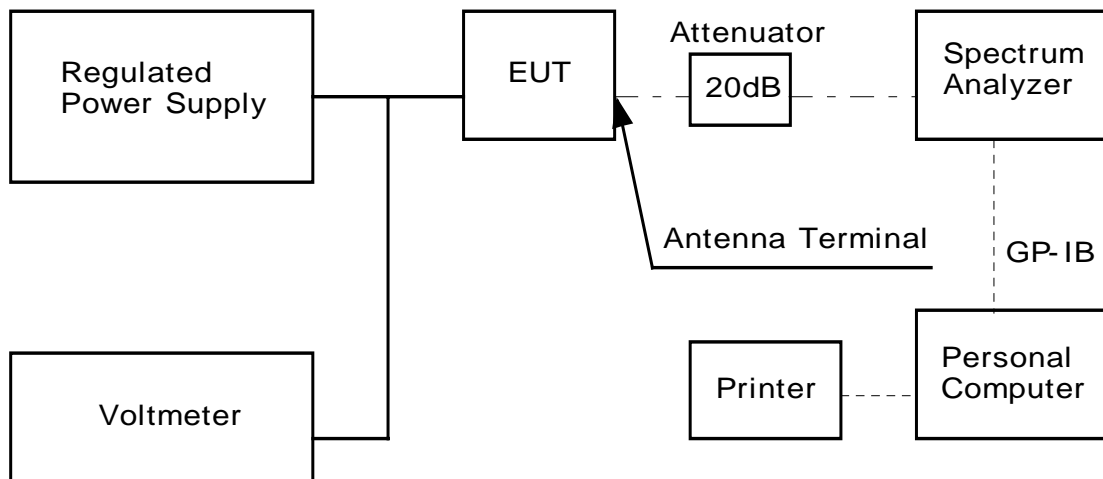 Regulated
Power Supply
EUT
Attenuator
20dB
Spectrum
Analyzer
Antenna Terminal
GP-IB
Voltmeter
Printer
Personal
Computer